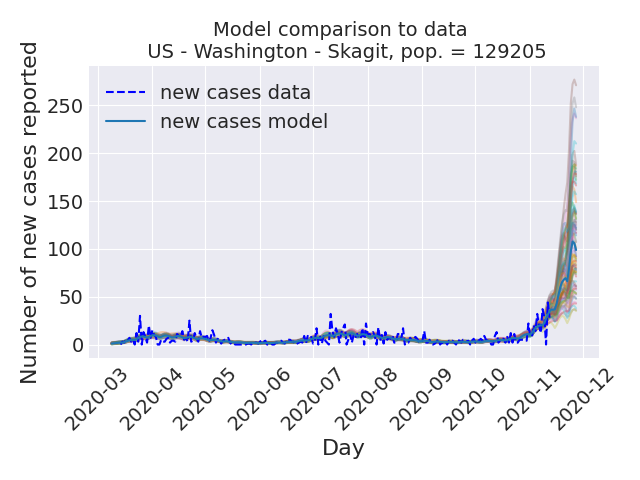 Model comparison to data
US - Washington - Skagit, pop. = 129205
Number of new cases reported
250
200
150
100
50
0
new cases data
new cases model
2020-03
2020-04
2020-05
2020-06
2020-07
2020-08
2020-09
2020-10
2020-11
2020-12
Day